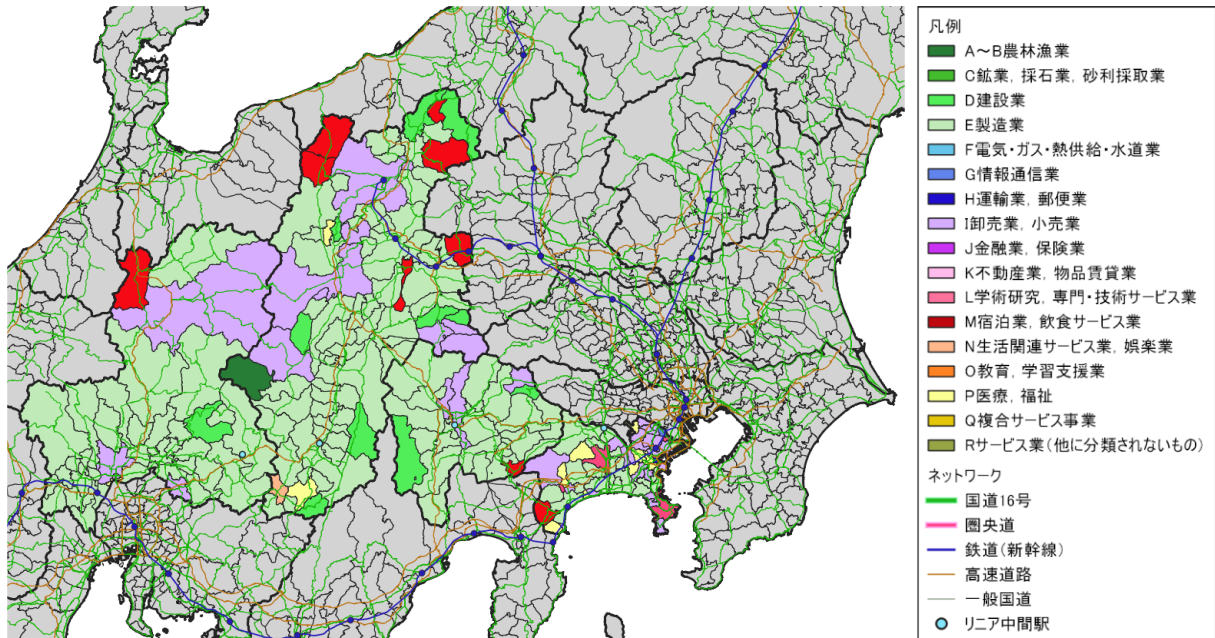 凡例
A～B農林漁業
C鉱業，採石業，砂利採取業
D建設業
E製造業
F電気・ガス・熱供給・水道業
G情報通信業
H運輸業，郵便業
I卸売業，小売業
J金融業，保険業
K不動産業，物品賃貸業
L学術研究，専門・技術サービス業
M宿泊業，飲食サービス業
N生活関連サービス業，娯楽業
O教育，学習支援業
P医療，福祉
Q複合サービス事業
Rサービス業（他に分類されないもの）
ネットワーク
国道16号
圏央道
鉄道（新幹線）
高速道路
一般国道
リニア中間駅